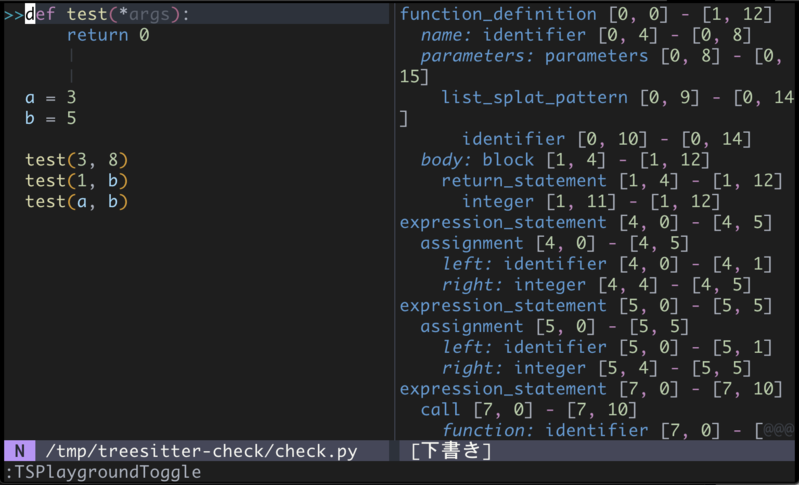 >>def test(*args):
    return 0
a = 3
b = 5
test(3, 8)
test(1, b)
test(a, b)
function_definition [0, 0] - [1, 12]
  name: identifier [0, 4] - [0, 8]
  parameters: parameters [0, 8] - [0,
15]
    list_splat_pattern [0, 9] - [0, 14
]
      identifier [0, 10] - [0, 14]
  body: block [1, 4] - [1, 12]
    return_statement [1, 4] - [1, 12]
      integer [1, 11] - [1, 12]
expression_statement [4, 0] - [4, 5]
  assignment [4, 0] - [4, 5]
    left: identifier [4, 0] - [4, 1]
    right: integer [4, 4] - [4, 5]
expression_statement [5, 0] - [5, 5]
  assignment [5, 0] - [5, 5]
    left: identifier [5, 0] - [5, 1]
    right: integer [5, 4] - [5, 5]
expression_statement [7, 0] - [7, 10]
  call [7, 0] - [7, 10]
    function: identifier [7, 0] - [@@@
N /tmp/treesitter-check/check.py
[下書き]
:TSPlaygroundToggle